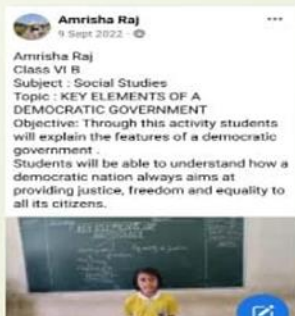 Amrisha Raj
9 Sept 2022
Amrisha Raj
Class VI B
Subject : Social Studies
Topic : KEY ELEMENTS OF A
DEMOCRATIC GOVERNMENT
Objective: Through this activity students
will explain the features of a democratic
government .
Students will be able to understand how a
democratic nation always aims at
providing justice, freedom and equality to
all its citizens.